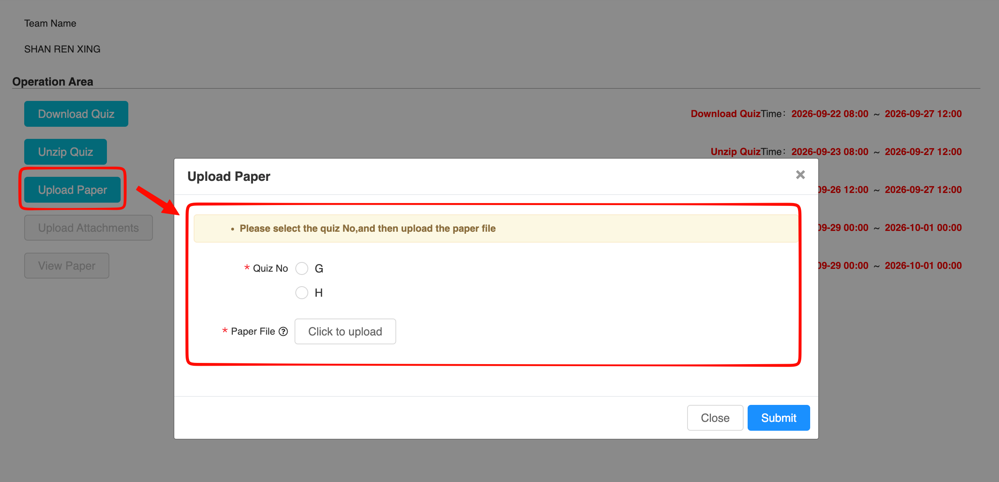 Team Name
SHAN REN XING
Operation Area
Download Quiz
Download QuizTime: 2026-09-22 08:00 ~ 2026-09-27 12:00
Unzip Quiz
Unzip QuizTime: 2026-09-23 08:00 ~ 2026-09-27 12:00
Upload Paper
09-26 12:00 ~ 2026-09-27 12:00
Upload Attachments
09-29 00:00 ~ 2026-10-01 00:00
View Paper
09-29 00:00 ~ 2026-10-01 00:00
Upload Paper
• Please select the quiz No,and then upload the paper file
* Quiz No
G
H
* Paper File
Click to upload
Close
Submit